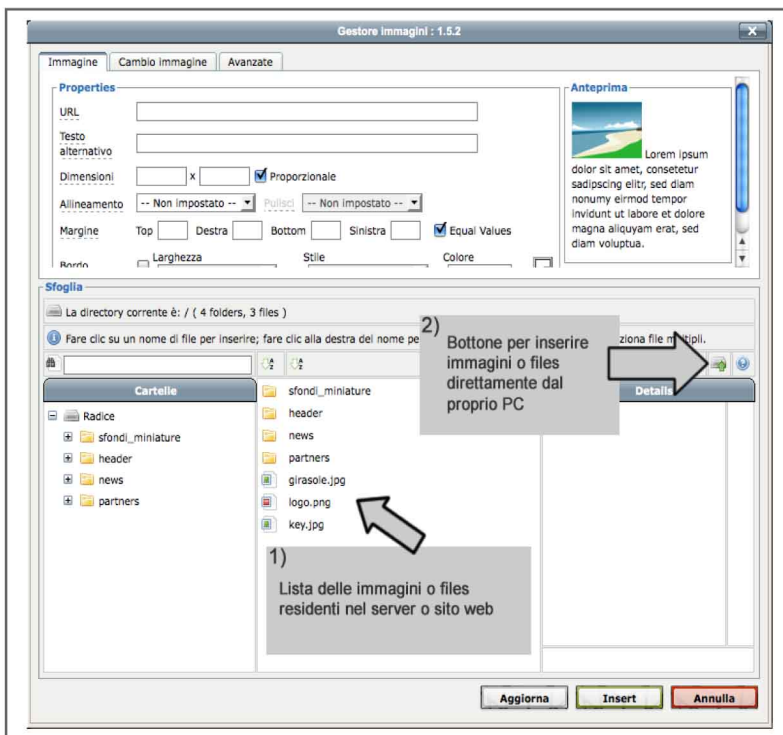 Gestore immagini : 1.5.2
Immagine Cambio immagine Avanzate
Properties
URL
Testo alternativo
Dimensioni x Proporzionale
Allineamento -- Non impostato -- Pulisci -- Non impostato --
Margine Top Destra Bottom Sinistra Equal Values
Bordo Larghezza Stile Colore
Anteprima
Lorem ipsum
dolor sit amet, consetetur
sadipscing elitr, sed diam
nonumy eirmod tempor
invidunt ut labore et dolore
magna aliquyam erat, sed
diam voluptua.
Sfoglia
La directory corrente è: / ( 4 folders, 3 files )
Fare clic su un nome di file per inserire; fare clic alla destra del nome
2)
Bottone per inserire
immagini o files
direttamente dal
proprio PC
Cartelle
Details
Radice
sfondi_miniature
header
news
partners
sfondi_miniature
header
news
partners
girasole.jpg
logo.png
key.jpg
1)
Lista delle immagini o files
residenti nel server o sito web
Aggiorna Insert Annulla